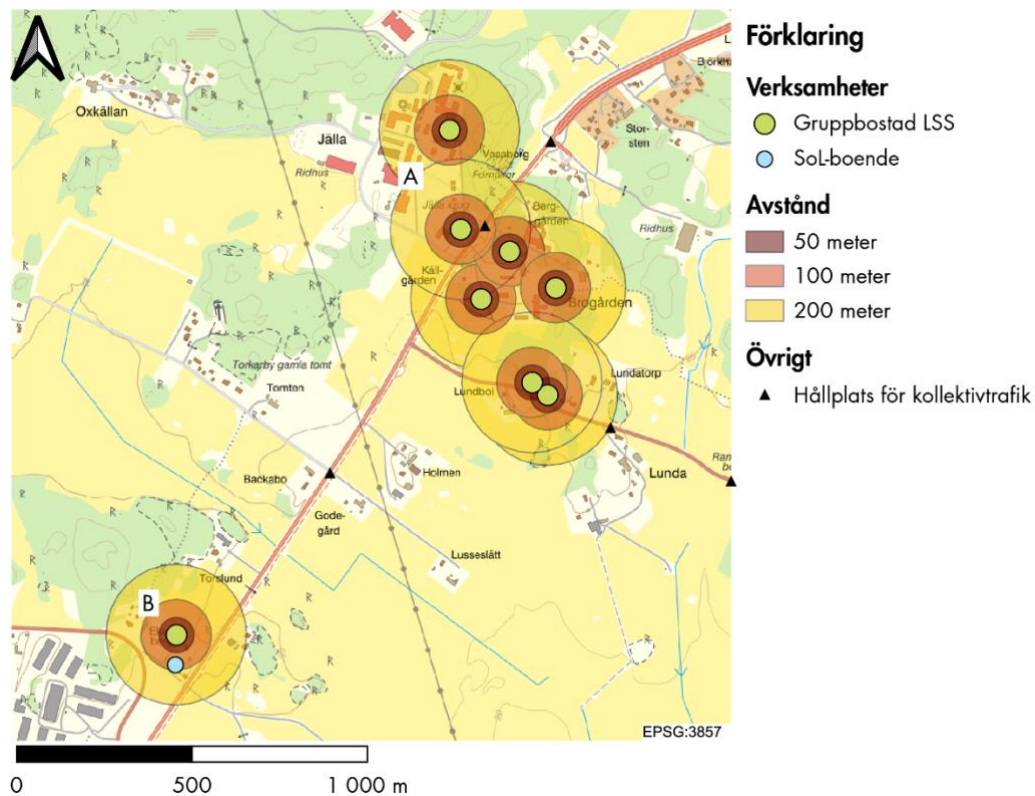 Förklaring
Verksamheter
Gruppbostad LSS
SoL-boende
Avstånd
50 meter
100 meter
200 meter
Övrigt
Hållplats för kollektivtrafik
Oxkällan
Jälla
Ridhus
A
Stor-
sten
Berg-
gården
Ridhus
Käll-
gården
Brogården
Torkarby gamla tomt
Tomten
Lundbol
Lundatorp
Backabo
Holmen
Lunda
Gode-
gård
Lusseslätt
Torslund
B
EPSG:3857
0 500 1 000 m